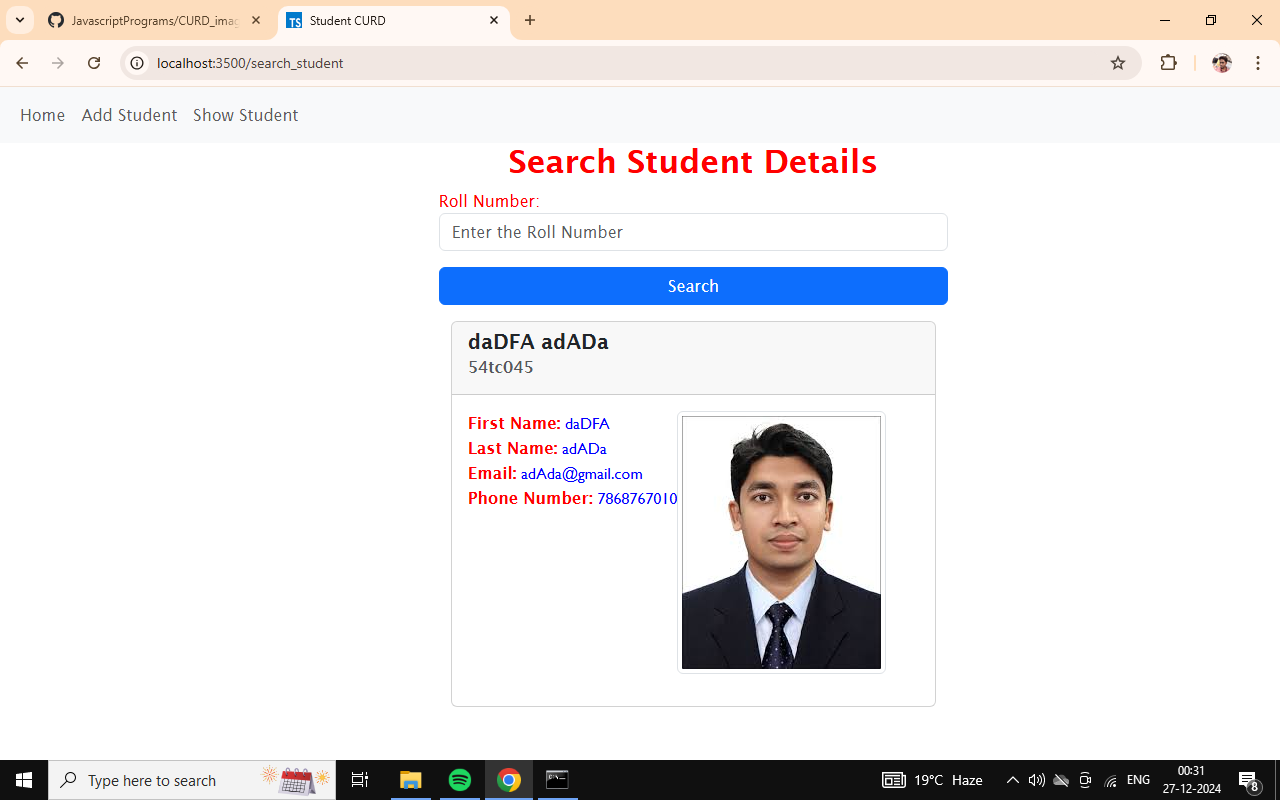 JavascriptPrograms/CURD_imag
TS Student CURD
localhost:3500/search_student
Home Add Student Show Student
Search Student Details
Roll Number:
Enter the Roll Number
Search
daDFA adADa
54tc045
First Name: daDFA
Last Name: adADa
Email: adAda@gmail.com
Phone Number: 7868767010
Type here to search
19°C Haze
ENG
00:31
27-12-2024
8